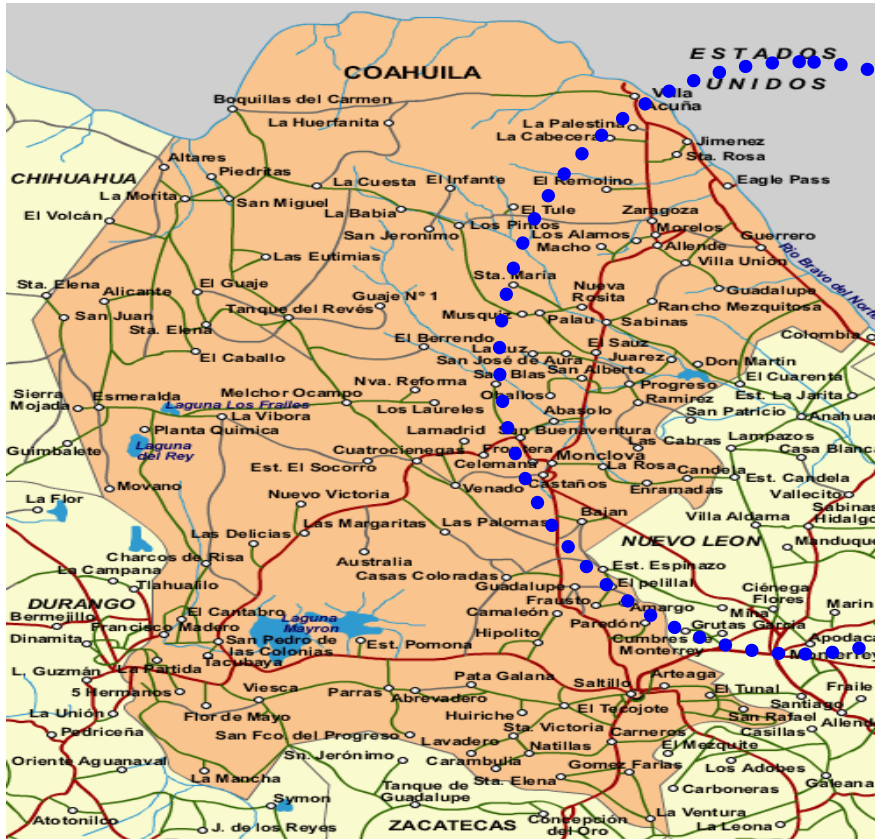 ESTADOS
UNIDOS
COAHUILA
Villa
Acuña
Boquillas del Carmen
La Huerfanita
La Palestina
La Cabecera
Jimenez
Sta. Rosa
Altares
CHIHUAHUA
Piedritas
La Cuesta
El Infante
El Remolino
Eagle Pass
La Morita
San Miguel
El Volcán
La Babia
El Tule
Zaragoza
San Jeronimo
Los Pintos
Los Alamos
Morelos
Macho
Allende
Guerrero
Las Eutimias
Villa Unión
Rio Bravo del Norte
Sta. Elena
Alicante
El Guaje
Sta. Maria
Guaje Nº 1
Nueva
Rosita
Guadalupe
San Juan
Tanque del Revés
Rancho Mezquitosa
Sta. Elena
Musquiz
Palau
Sabinas
Colombia
El Berrendo
El Sauz
El Caballo
La Luz
San José de Aura
Juarez
Don Martin
San Blas
San Alberto
Nva. Reforma
Progreso
El Cuarenta
Sierra
Mojada
Esmeralda
Laguna Los Frailes
Melchor Ocampo
Oballos
Ramirez
Est. La Jarita
La Vibora
Los Laureles
Abasolo
San Patricio
Anahuac
Planta Quimica
Lamadrid
San Buenaventura
Las Cabras
Lampazos
Guimbalete
Laguna
del Rey
Cuatrocienegas
Frontera
Casa Blanca
Est. El Socorro
Celemana
Monclova
La Rosa
Candela
Movano
Venado
Castaños
Enramadas
Est. Candela
La Flor
Nuevo Victoria
Vallecito
Las Margaritas
Las Palomas
Bajan
Villa Aldama
Sabinas
Hidalgo
Las Delicias
NUEVO LEON
Manduque
Charcos de Risa
Australia
La Campana
Casas Coloradas
Est. Espinazo
Tlahualilo
Guadalupe
El pelillal
Ciénega
Flores
DURANGO
El Cantabro
Laguna
Mayron
Camaleón
Frausto
Amargo
Mina
Marin
Bermejillo
Francisco Madero
Paredón
Grutas Garcia
Dinamita
San Pedro de
las Colonias
Est. Pomona
Hipolito
Cumbres de
Monterrey
Apodaca
Monterrey
L. Guzmán
La Partida
Tacubaya
Pata Galana
Arteaga
5 Hermanos
Viesca
Parras
Abrevadero
Saltillo
El Tunal
Fraile
Santiago
La Unión
Flor de Mayo
Huiriche
El Tecojote
San Rafael
Allende
Pedriceña
San Fco. del Progreso
Sta. Victoria
Carneros
Casillas
Lavadero
Natillas
El Mezquite
Sn. Jerónimo
Oriente Aguanaval
Carambulia
Gomez Farias
Los Adobes
La Mancha
Sta. Elena
Galeana
Tanque de
Guadalupe
Carboneras
Symon
Atotonilco
J. de los Reyes
ZACATECAS
Concepción
del Oro
La Ventura
La Leona